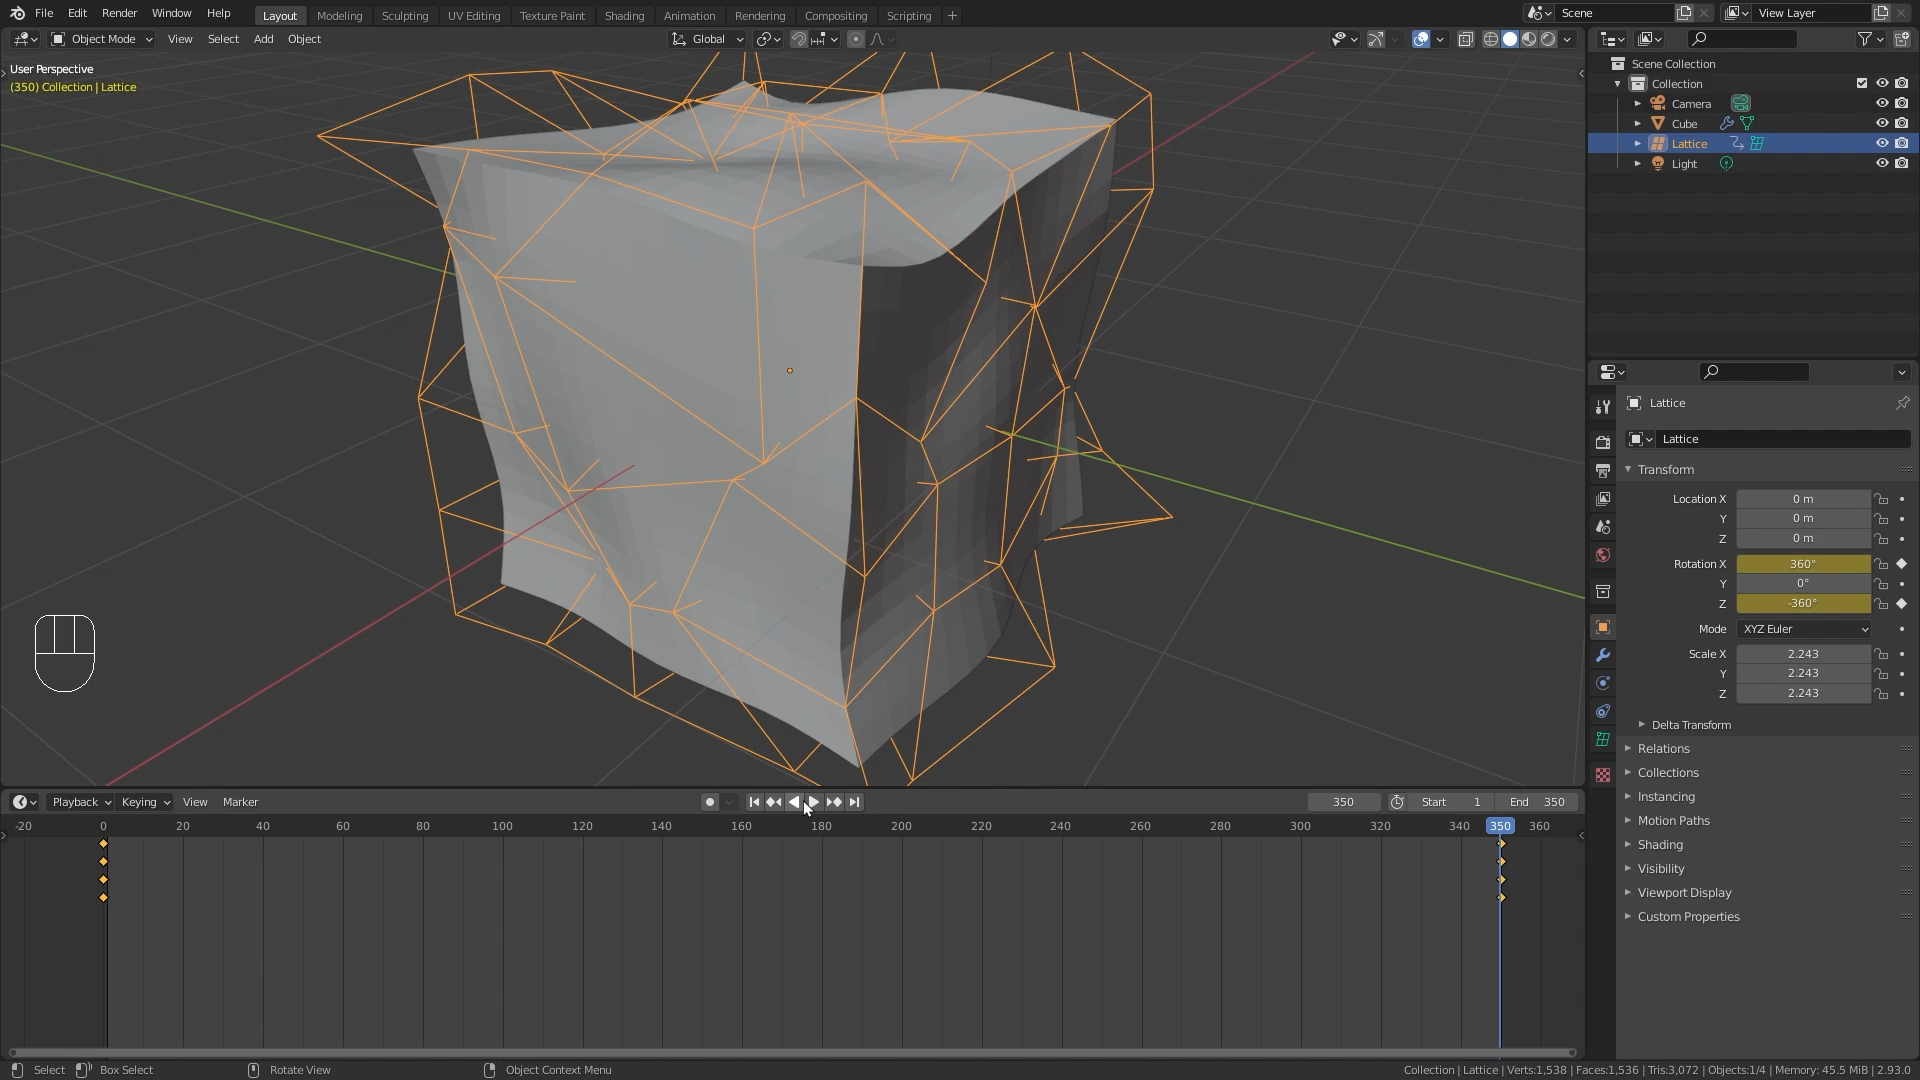 File Edit Render Window Help Layout Modeling Sculpting UV Editing Texture Paint Shading Animation Rendering Compositing Scripting + Scene View Layer
Object Mode View Select Add Object Global
User Perspective
(350) Collection | Lattice
Scene Collection
Collection
Camera
Cube
Lattice
Light
Lattice
Lattice
Transform
Location X 0 m
Y 0 m
Z 0 m
Rotation X 360°
Y 0°
Z -360°
Mode XYZ Euler
Scale X 2.243
Y 2.243
Z 2.243
Delta Transform
Relations
Collections
Instancing
Motion Paths
Shading
Visibility
Viewport Display
Custom Properties
Playback Keying View Marker 350 Start 1 End 350
-20 0 20 40 60 80 100 120 140 160 180 200 220 240 260 280 300 320 340 350 360
Select Box Select Rotate View Object Context Menu Collection | Lattice | Verts:1,538 | Faces:1,536 | Tris:3,072 | Objects:1/4 | Memory: 45.5 MiB | 2.93.0